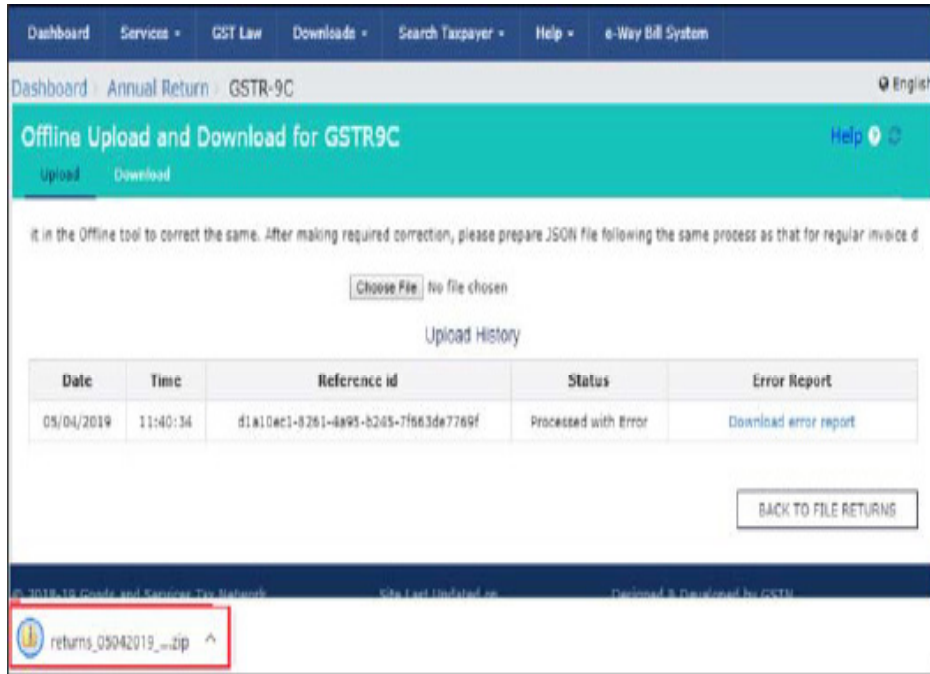 Dashboard Services GST Law Downloads Search Taxpayer Help e-Way Bill System
Dashboard Annual Return GSTR-9C English
Offline Upload and Download for GSTR9C Help
Upload Download
it in the Offline tool to correct the same. After making required correction, please prepare JSON file following the same process as that for regular invoice d
Choose File No file chosen
Upload History
Date Time Reference id Status Error Report
05/04/2019 11:40:34 Processed with Error Download error report
BACK TO FILE RETURNS
© 2018-19 Goods and Services Tax Network Site Last Updated on Designed & Developed by GSTN
returns_05042019_....zip